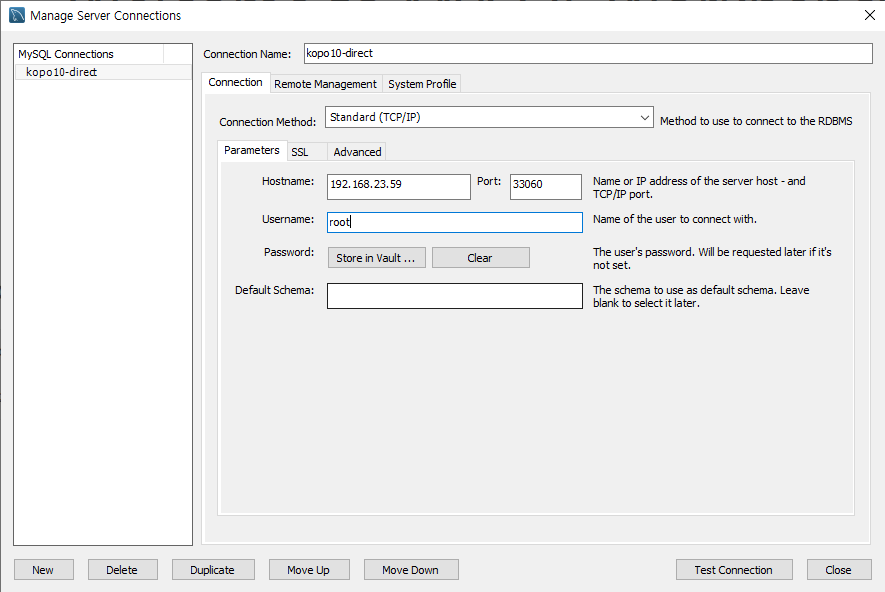 Manage Server Connections
MySQL Connections
kopo10-direct
Connection Name: kopo10-direct
Connection Remote Management System Profile
Connection Method: Standard (TCP/IP) Method to use to connect to the RDBMS
Parameters SSL Advanced
Hostname: 192.168.23.59 Port: 33060 Name or IP address of the server host - and
TCP/IP port.
Username: root Name of the user to connect with.
Password: Store in Vault ... Clear The user's password. Will be requested later if it's
not set.
Default Schema: The schema to use as default schema. Leave
blank to select it later.
New Delete Duplicate Move Up Move Down Test Connection Close